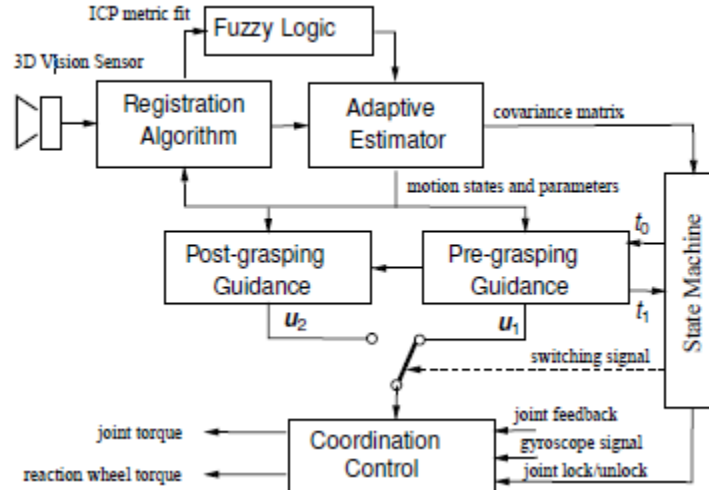 ICP metric fit
Fuzzy Logic
3D Vision Sensor
Registration
Algorithm
Adaptive
Estimator
covariance matrix
motion states and parameters
Post-grasping
Guidance
Pre-grasping
Guidance
t0
t1
State Machine
u2
u1
switching signal
joint torque
reaction wheel torque
Coordination
Control
joint feedback
gyroscope signal
joint lock/unlock